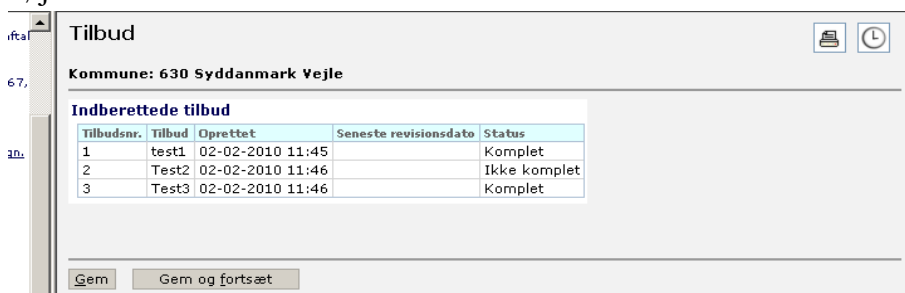 Tilbud
Kommune: 630 Syddanmark Vejle
67,
Indberettede tilbud
Tilbudsnr. Tilbud Oprettet Seneste revisionsdato Status
1 test1 02-02-2010 11:45 Komplet
2 Test2 02-02-2010 11:46 Ikke komplet
3 Test3 02-02-2010 11:46 Komplet
Gem Gem og fortsæt